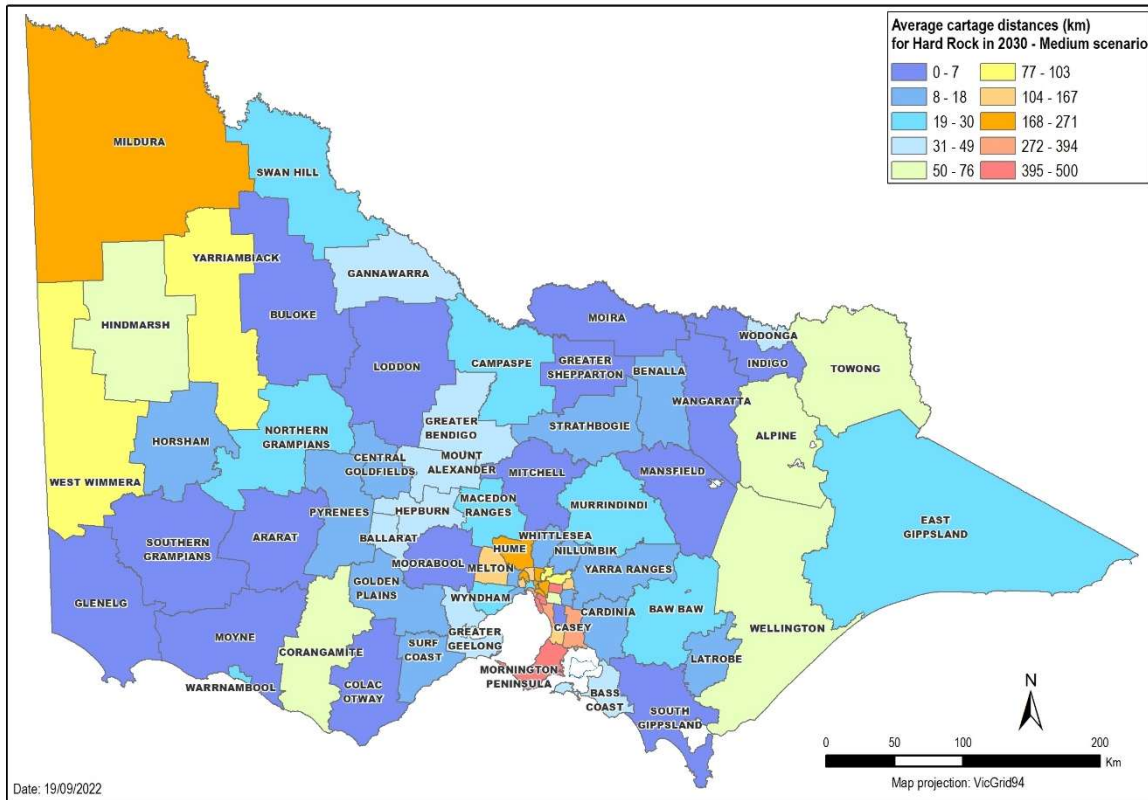 Average cartage distances (km)
for Hard Rock in 2030 - Medium scenario
0 - 7
8 - 18
19 - 30
31 - 49
50 - 76
77 - 103
104 - 167
168 - 271
272 - 394
395 - 500
MILDURA
SWAN HILL
YARRIAMBIACK
GANNAWARRA
HINDMARSH
BULOKE
MOIRA
WODONGA
INDIGO
TOWONG
LODDON
CAMPASPE
GREATER
SHEPPARTON
BENALLA
WANGARATTA
ALPINE
HORSHAM
NORTHERN
GRAMPIANS
GREATER
BENDIGO
STRATHBOGIE
CENTRAL
GOLDFIELDS
MOUNT
ALEXANDER
MITCHELL
MANSFIELD
WEST WIMMERA
PYRENEES
HEPBURN
MACEDON
RANGES
MURRINDINDI
EAST
GIPPSLAND
SOUTHERN
GRAMPIANS
ARARAT
BALLARAT
WHITTLESEA
HUME
NILLUMBIK
MOORABOOL
MELTON
YARRA RANGES
GLENELG
GOLDEN
PLAINS
WYNDHAM
CARDINIA
BAW BAW
MOYNE
CORANGAMITE
SURF
COAST
GREATER
GEELONG
CASEY
WELLINGTON
LATROBE
WARRNAMBOOL
COLAC
OTWAY
MORNINGTON
PENINSULA
BASS
COAST
SOUTH
GIPPSLAND
N
0
50
100
200
Km
Map projection: VicGrid94
Date: 19/09/2022